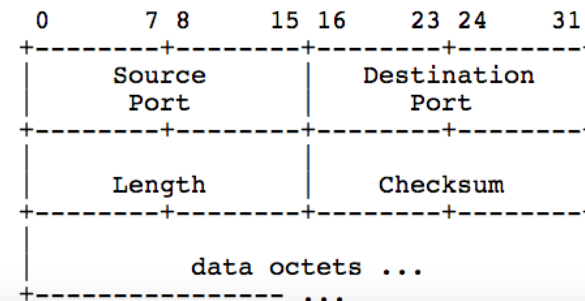 0 7 8 15 16 23 24 31
+--------+--------+--------+--------+
| Source | Destination
| Port | Port
+--------+--------+--------+--------+
| |
| Length | Checksum
+--------+--------+--------+--------+
|
| data octets ...
+---------------- ...